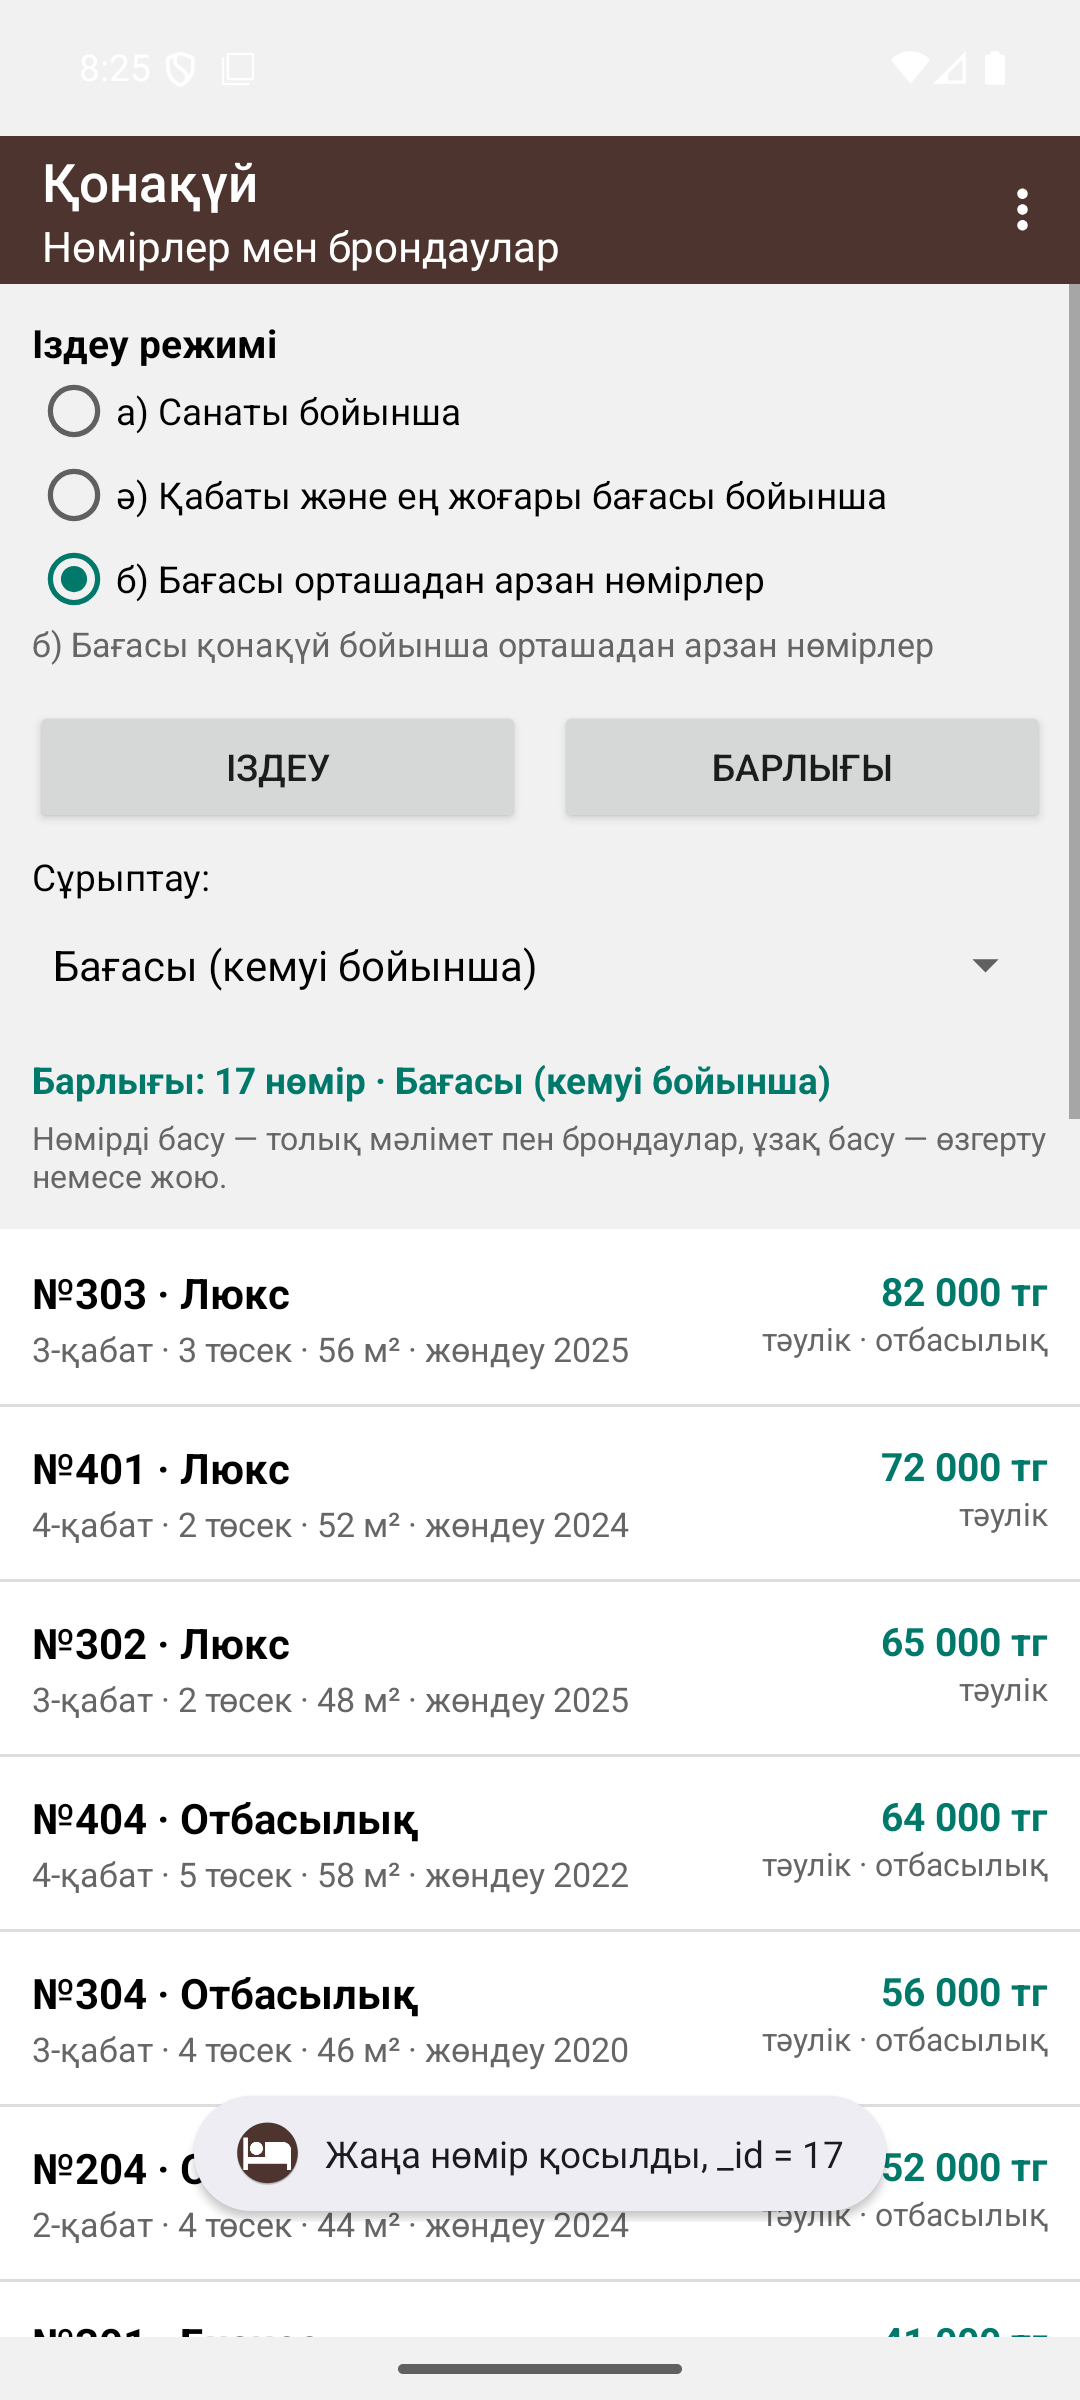 8:25
Қонақүй
Нөмірлер мен брондаулар
Іздеу режимі
а) Санаты бойынша
ә) Қабаты және ең жоғары бағасы бойынша
б) Бағасы орташадан арзан нөмірлер
б) Бағасы қонақүй бойынша орташадан арзан нөмірлер
ІЗДЕУ
БАРЛЫҒЫ
Сұрыптау:
Бағасы (кемуі бойынша)
Барлығы: 17 нөмір · Бағасы (кемуі бойынша)
Нөмірді басу — толық мәлімет пен брондаулар, ұзақ басу — өзгерту
немесе жою.
№303 · Люкс
82 000 тг
3-қабат · 3 төсек · 56 м² · жөндеу 2025
тәулік · отбасылық
№401 · Люкс
72 000 тг
4-қабат · 2 төсек · 52 м² · жөндеу 2024
тәулік
№302 · Люкс
65 000 тг
3-қабат · 2 төсек · 48 м² · жөндеу 2025
тәулік
№404 · Отбасылық
64 000 тг
4-қабат · 5 төсек · 58 м² · жөндеу 2022
тәулік · отбасылық
№304 · Отбасылық
56 000 тг
3-қабат · 4 төсек · 46 м² · жөндеу 2020
тәулік · отбасылық
№204 ·
52 000 тг
Жаңа нөмір қосылды, _id = 17
2-қабат · 4 төсек · 44 м² · жөндеу 2024
тәулік · отбасылық